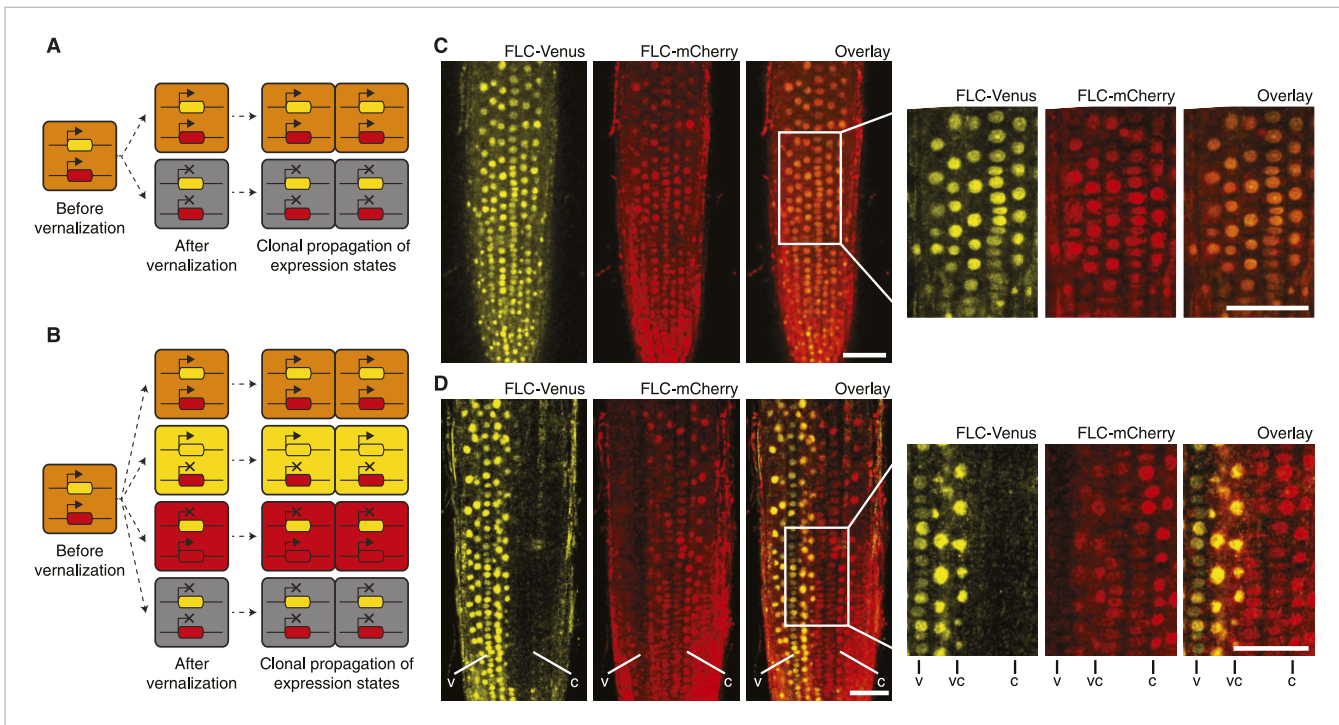 A
Before
vernalization
After
vernalization
Clonal propagation of
expression states
B
Before
vernalization
After
vernalization
Clonal propagation of
expression states
C
FLC-Venus
FLC-mCherry
Overlay
FLC-Venus
FLC-mCherry
Overlay
D
FLC-Venus
FLC-mCherry
Overlay
v
c
v
c
v
c
FLC-Venus
FLC-mCherry
Overlay
v
vc
c
v
vc
c
v
vc
c